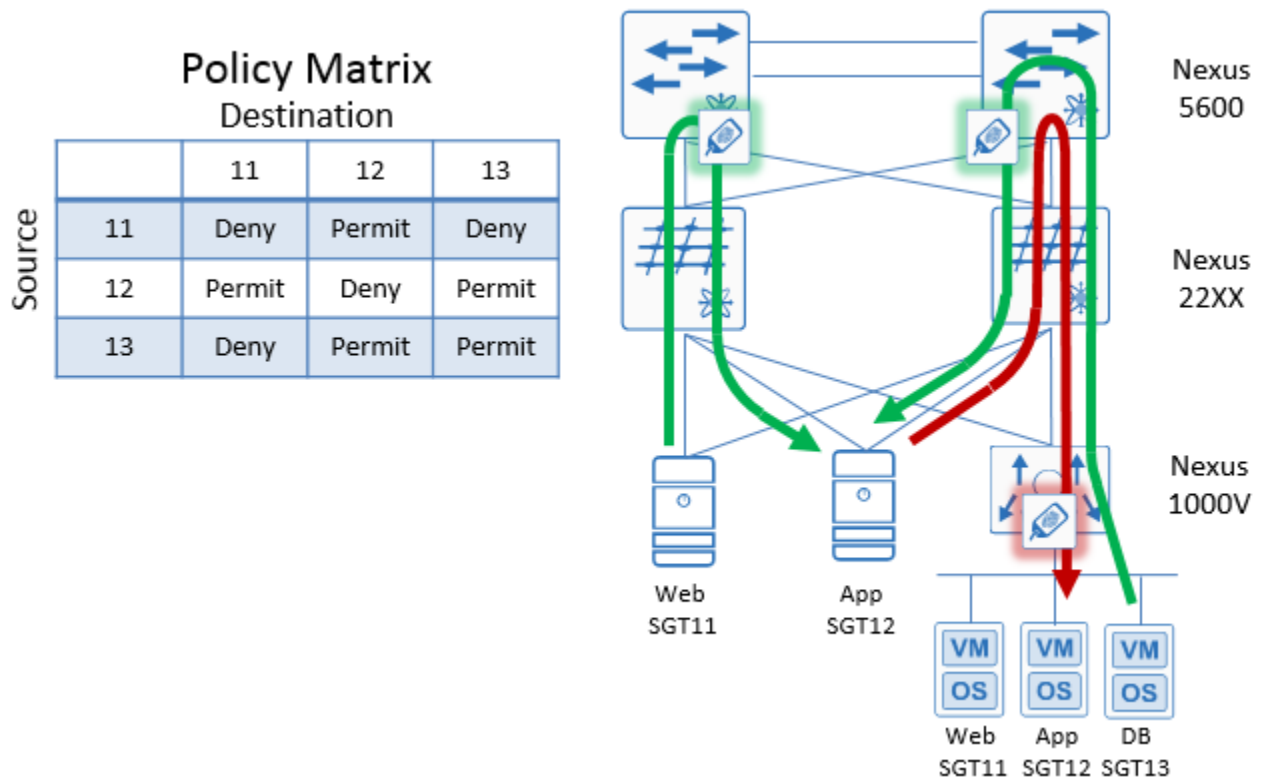 Policy Matrix
Destination
Source
11 12 13
11 Deny Permit Deny
12 Permit Deny Permit
13 Deny Permit Permit
Nexus
5600
Nexus
22XX
Nexus
1000V
Web
SGT11
App
SGT12
VM VM VM
OS OS OS
Web App DB
SGT11 SGT12 SGT13